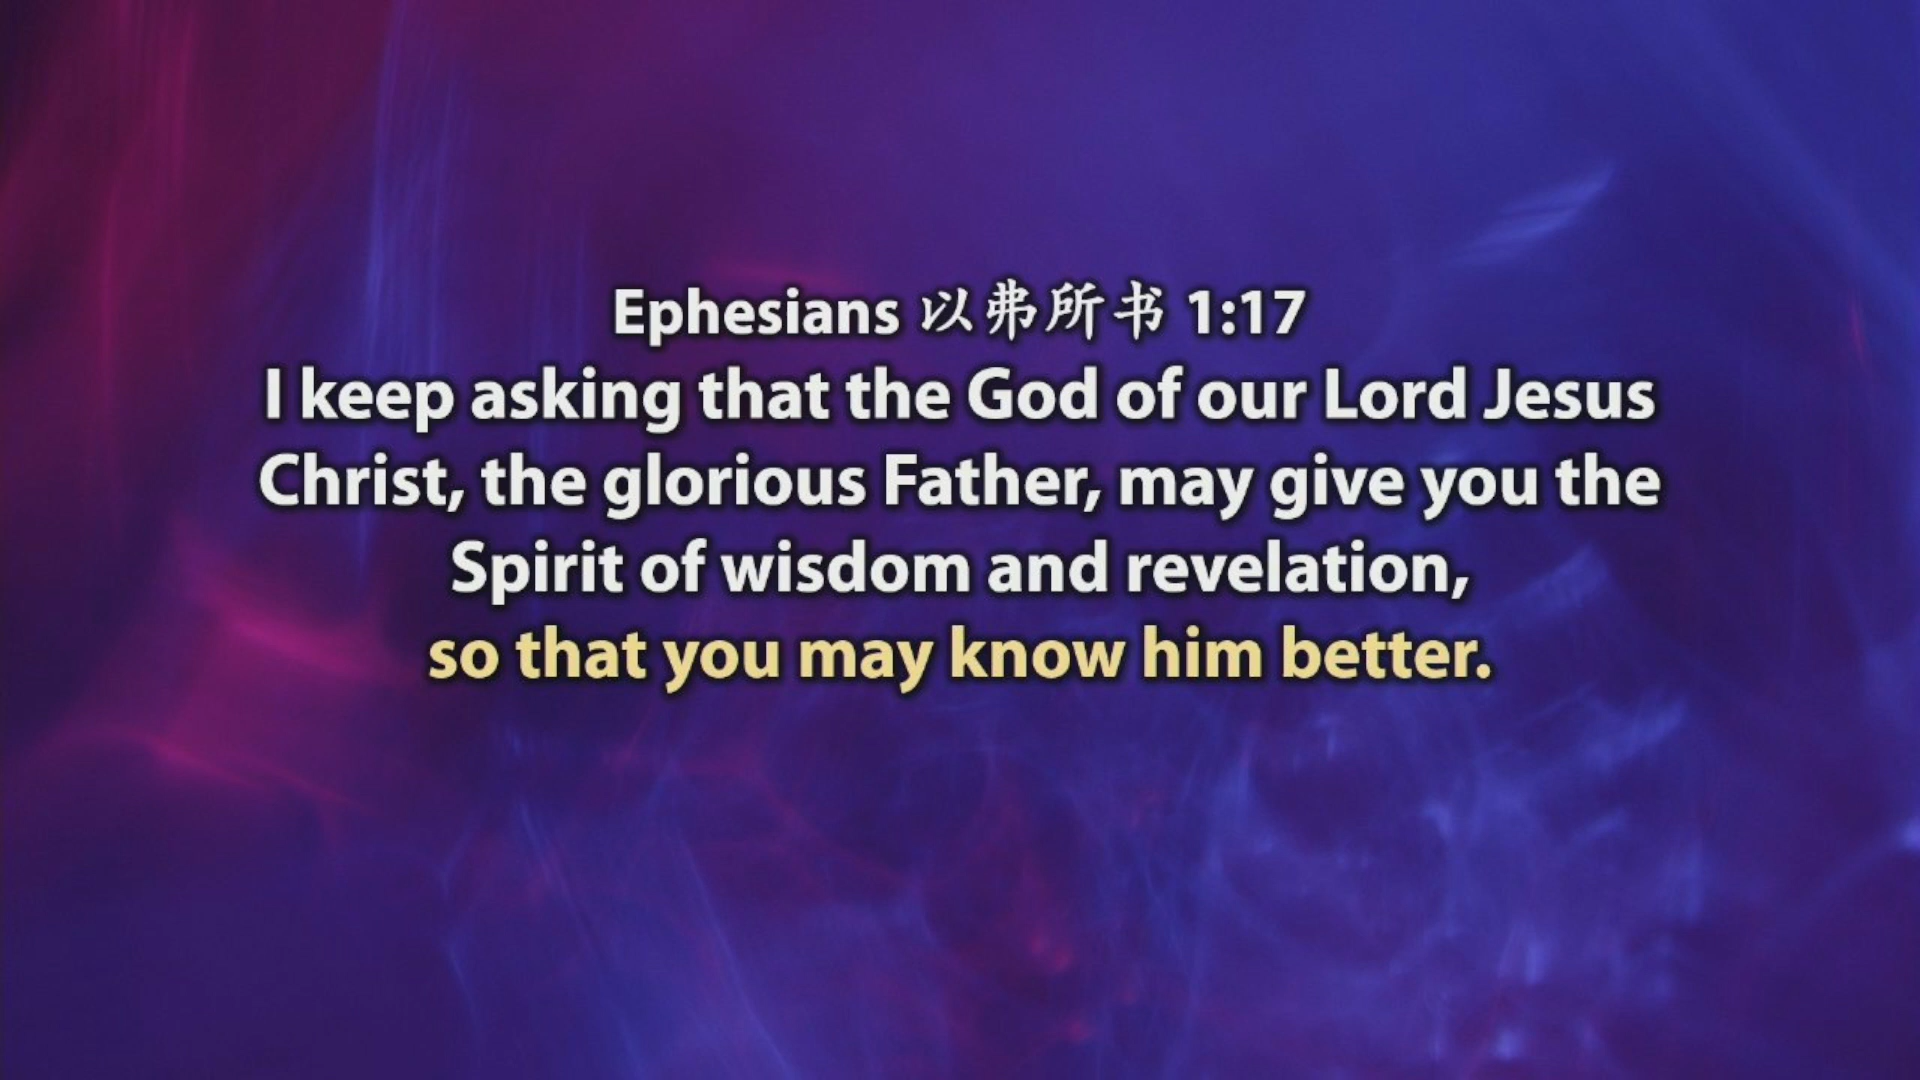 Ephesians 以弗所书 1:17
I keep asking that the God of our Lord Jesus
Christ, the glorious Father, may give you the
Spirit of wisdom and revelation,
so that you may know him better.